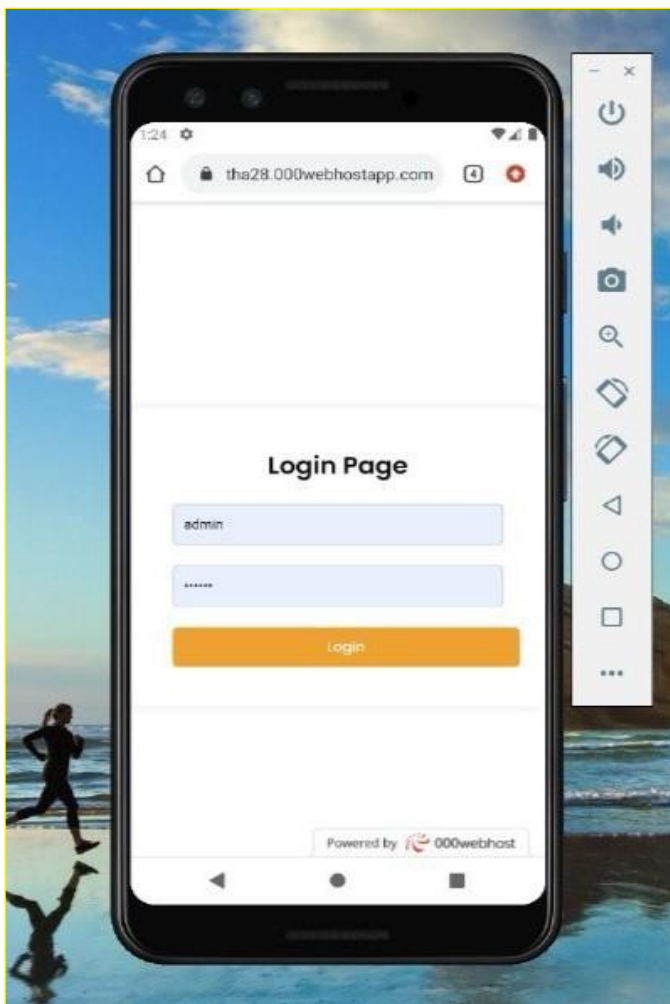 1:24
tha28.000webhostapp.com 4
Login Page
admin
••••••
Login
Powered by 000webhost